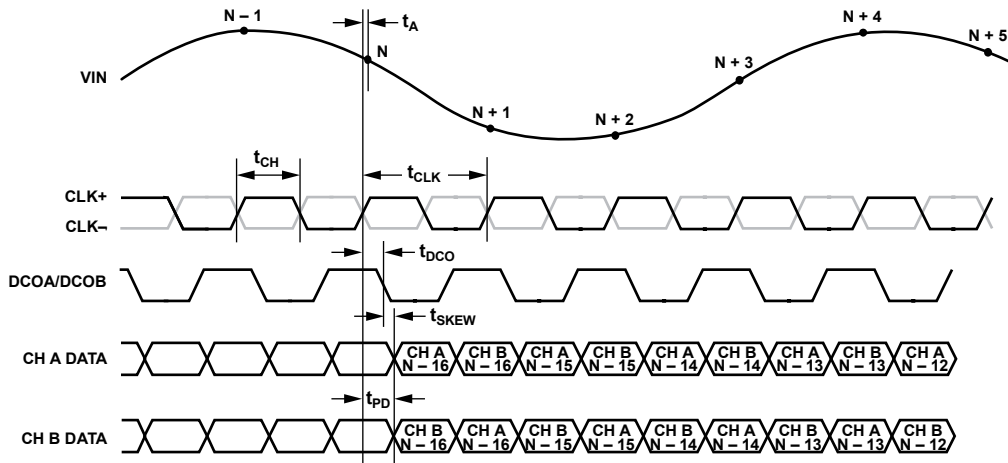 N – 1
tA
N + 4
N + 5
N
VIN
N + 3
N + 1
N + 2
tCH
tCLK
CLK+
CLK–
tDCO
DCOA/DCOB
tSKEW
CH A DATA
CH A CH B CH A CH B CH A CH B CH A CH B CH A
N – 16 N – 16 N – 15 N – 15 N – 14 N – 14 N – 13 N – 13 N – 12
tPD
CH B DATA
CH B CH A CH B CH A CH B CH A CH B CH A CH B
N – 16 N – 16 N – 15 N – 15 N – 14 N – 14 N – 13 N – 13 N – 12